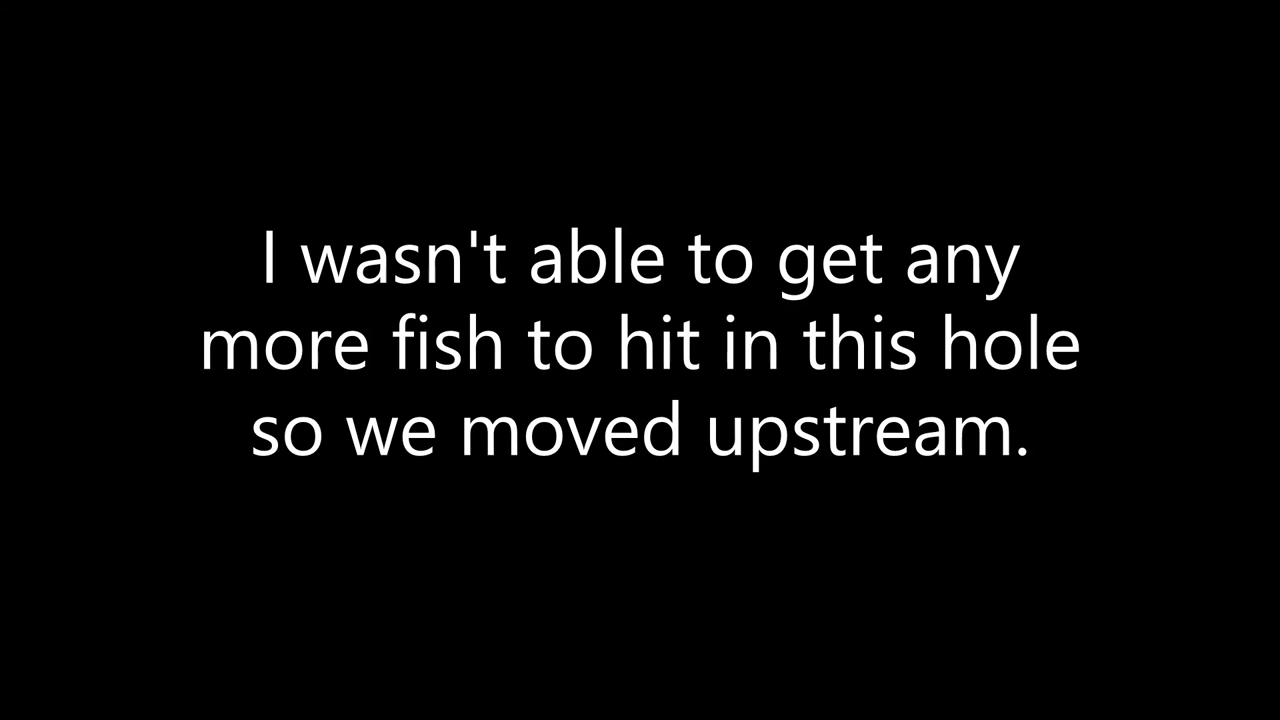 I wasn't able to get any
more fish to hit in this hole
so we moved upstream.